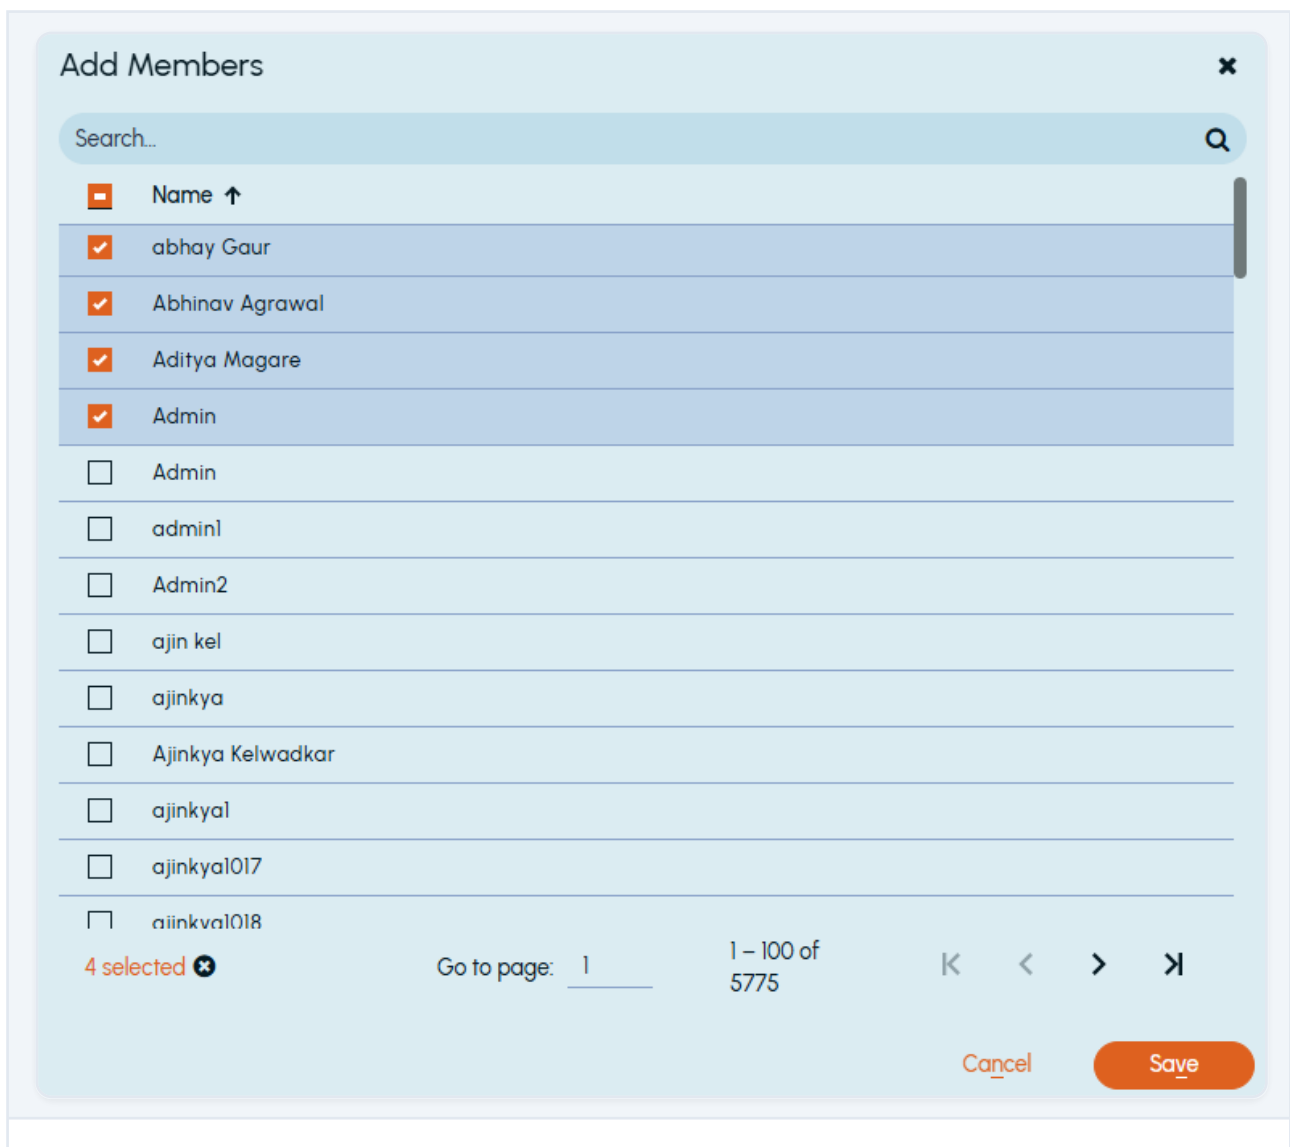 Add Members
Search...
Name
abhay Gaur
Abhinav Agrawal
Aditya Magare
Admin
Admin
admin1
Admin2
ajin kel
ajinkya
Ajinkya Kelwadkar
ajinkya1
ajinkya1017
ajinkya1018
4 selected
Go to page: 1
1 – 100 of
5775
Cancel
Save